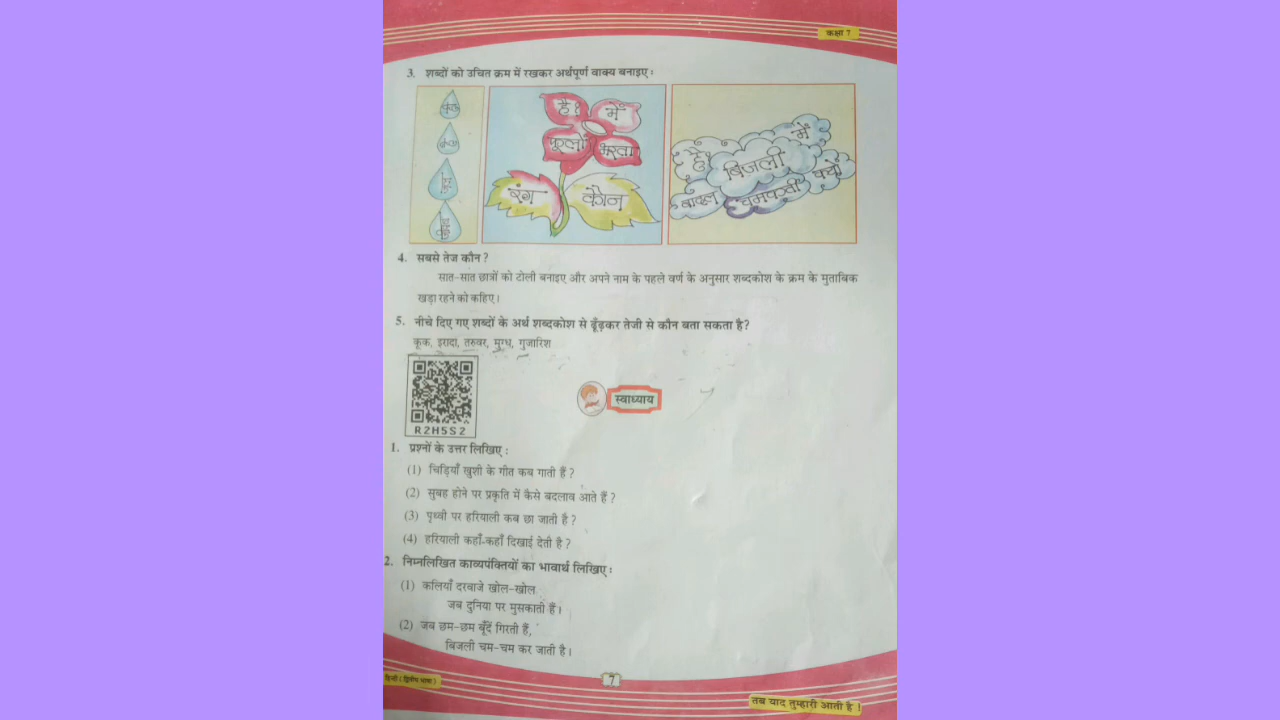 कक्षा 7
3. शब्दों को उचित क्रम में रखकर अर्थपूर्ण वाक्य बनाइए :
है? में
फूलों भरता
रंग कौन
में
है? बिजली क्यों
बादल चमकती
4. सबसे तेज कौन ?
सात-सात छात्रों की टोली बनाइए और अपने नाम के पहले वर्ण के अनुसार शब्दकोश के क्रम के मुताबिक
खड़ा रहने को कहिए।
5. नीचे दिए गए शब्दों के अर्थ शब्दकोश से ढूँढ़कर तेजी से कौन बता सकता है?
कूक, इरादा, तरुवर, मुग्ध, गुजारिश
R2H5S2
स्वाध्याय
1. प्रश्नों के उत्तर लिखिए :
(1) चिड़ियाँ खुशी के गीत कब गाती हैं ?
(2) सुबह होने पर प्रकृति में कैसे बदलाव आते हैं ?
(3) पृथ्वी पर हरियाली कब छा जाती है ?
(4) हरियाली कहाँ-कहाँ दिखाई देती है ?
2. निम्नलिखित काव्यपंक्तियों का भावार्थ लिखिए :
(1) कलियाँ दरवाजे खोल-खोल
जब दुनिया पर मुसकाती हैं।
(2) जब छम-छम बूँदें गिरती हैं,
बिजली चम-चम कर जाती है।
हिन्दी (द्वितीय भाषा)
7
तब याद तुम्हारी आती है !